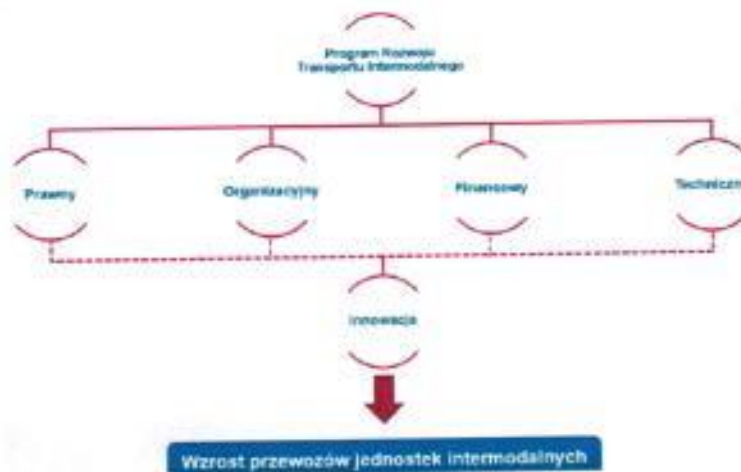 Program Rozwoju
Transportu Intermodalnego
Prawny
Organizacyjny
Finansowy
Techniczn
Innowacja
Wzrost przewozów jednostek intermodalnych